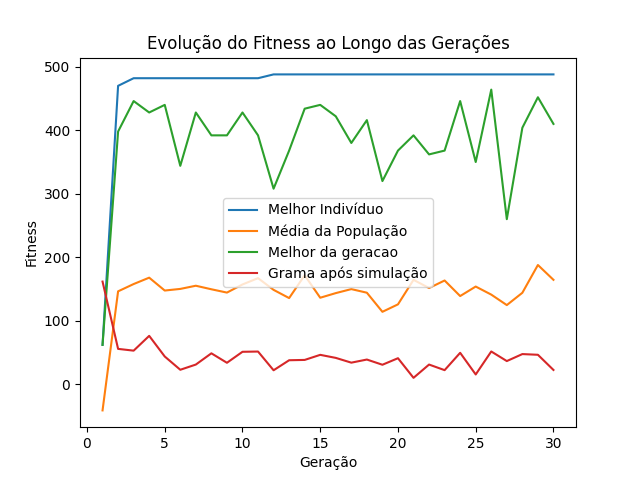 Evolução do Fitness ao Longo das Gerações
500
400
300
200
100
0
Fitness
Melhor Indivíduo
Média da População
Melhor da geracao
Grama após simulação
0 5 10 15 20 25 30
Geração